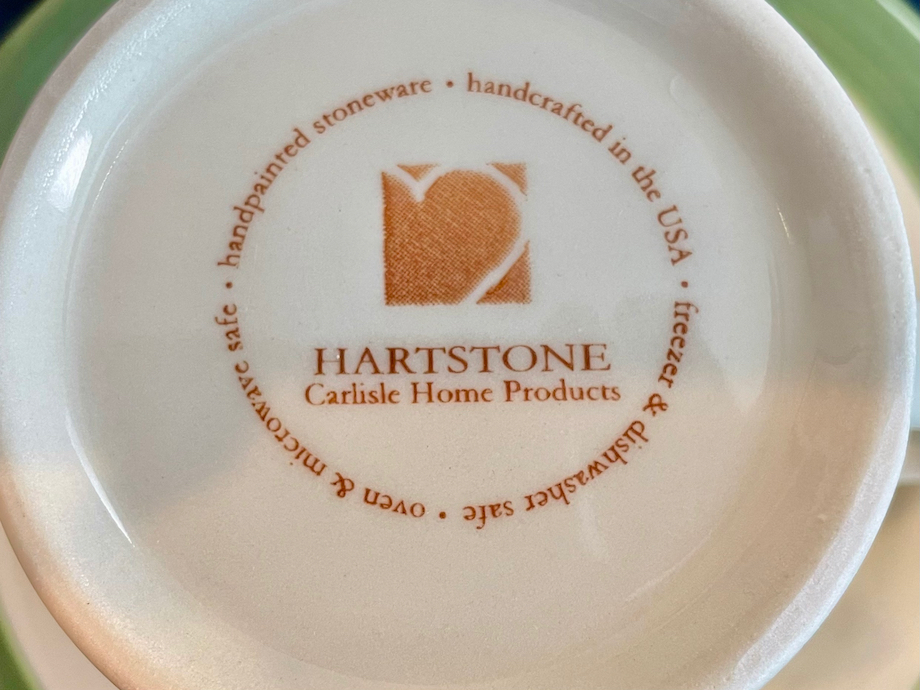 handpainted stoneware • handcrafted in the USA • freezer & dishwasher safe • oven & microwave safe •
HARTSTONE
Carlisle Home Products